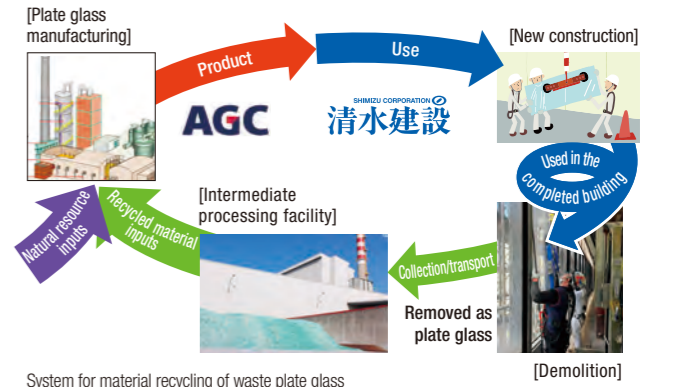 [Plate glass
manufacturing]
Product
Use
[New construction]
AGC
SHIMIZU CORPORATION
清水建設
Used in the
completed building
[Intermediate
processing facility]
Recycled material
inputs
Natural resource
inputs
Collection/transport
Removed as
plate glass
[Demolition]
System for material recycling of waste plate glass